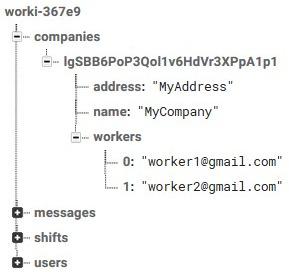 worki-367e9
companies
lgSBB6PoP3Qol1v6HdVr3XPpA1p1
address: "MyAddress"
name: "MyCompany"
workers
0: "worker1@gmail.com"
1: "worker2@gmail.com"
messages
shifts
users